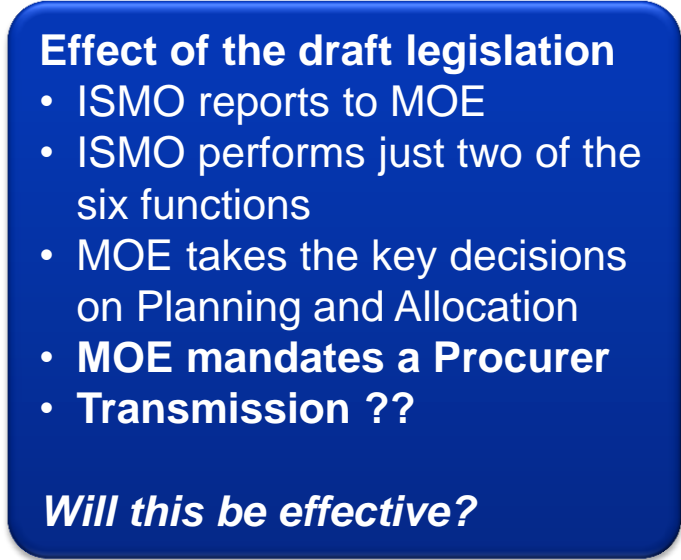 Effect of the draft legislation
• ISMO reports to MOE
• ISMO performs just two of the
six functions
• MOE takes the key decisions
on Planning and Allocation
• MOE mandates a Procurer
• Transmission ??
Will this be effective?